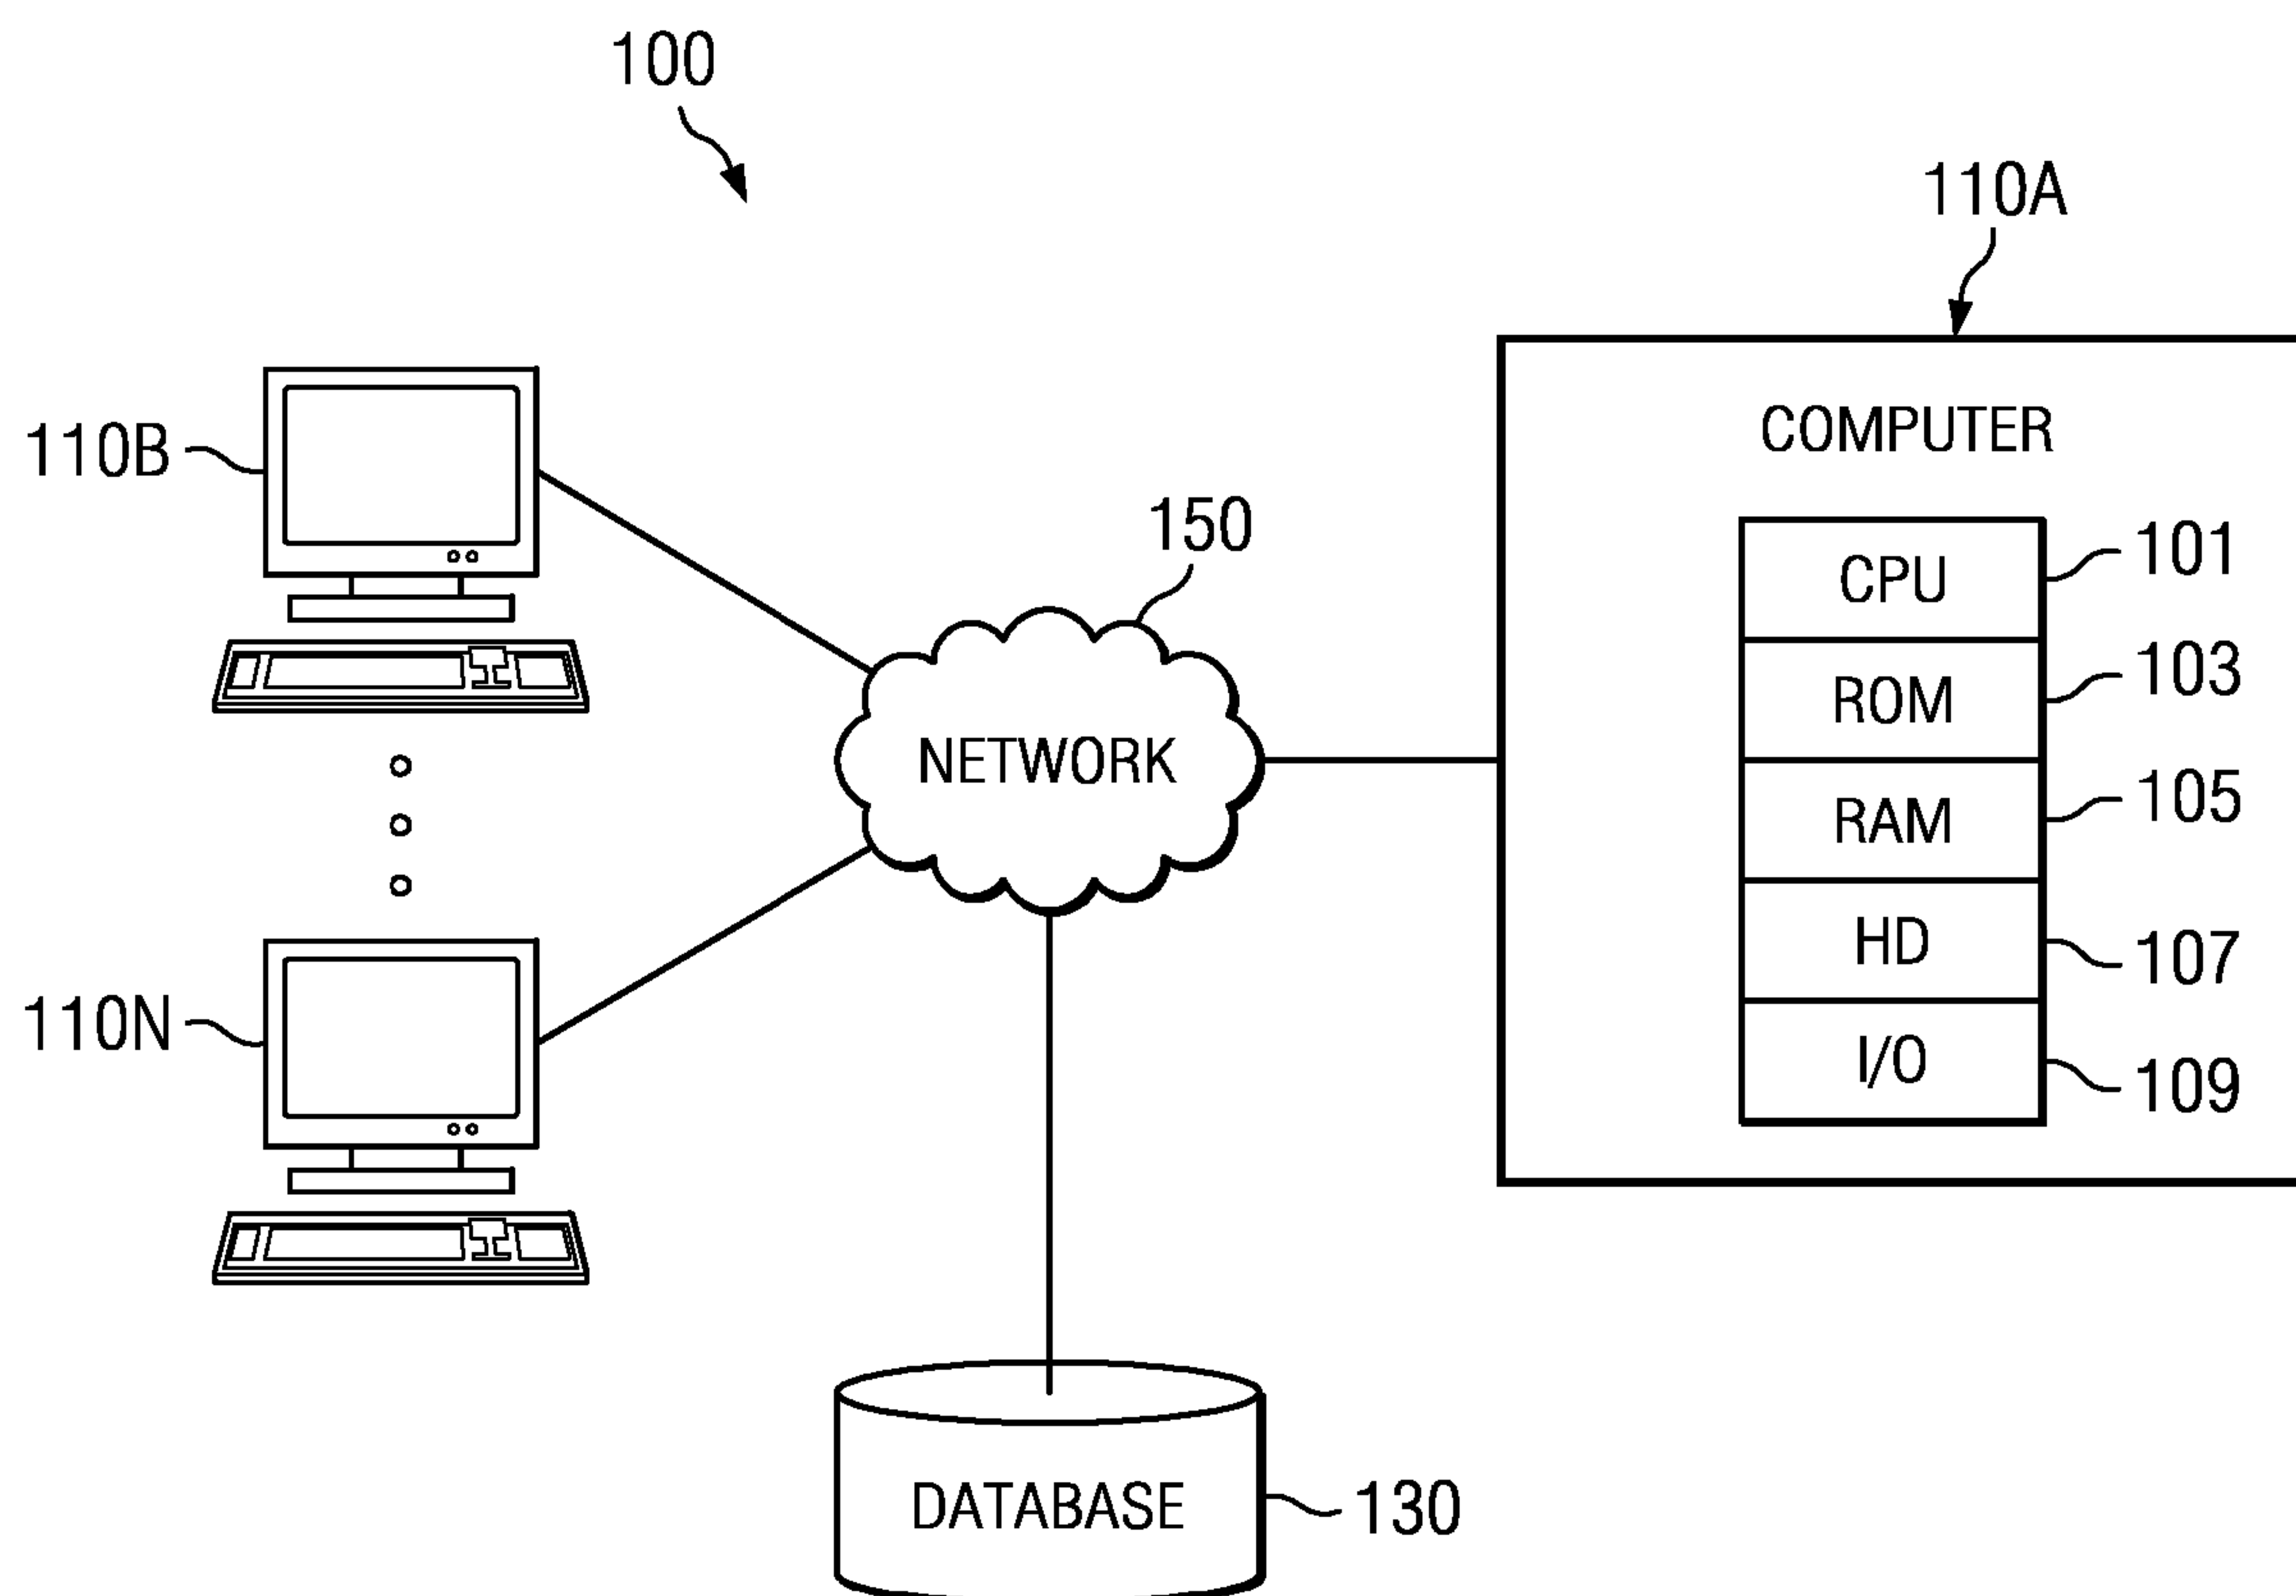 100
110A
COMPUTER
110B
150
CPU
101
ROM
103
NETWORK
RAM
105
HD
107
110N
I/O
109
DATABASE
130